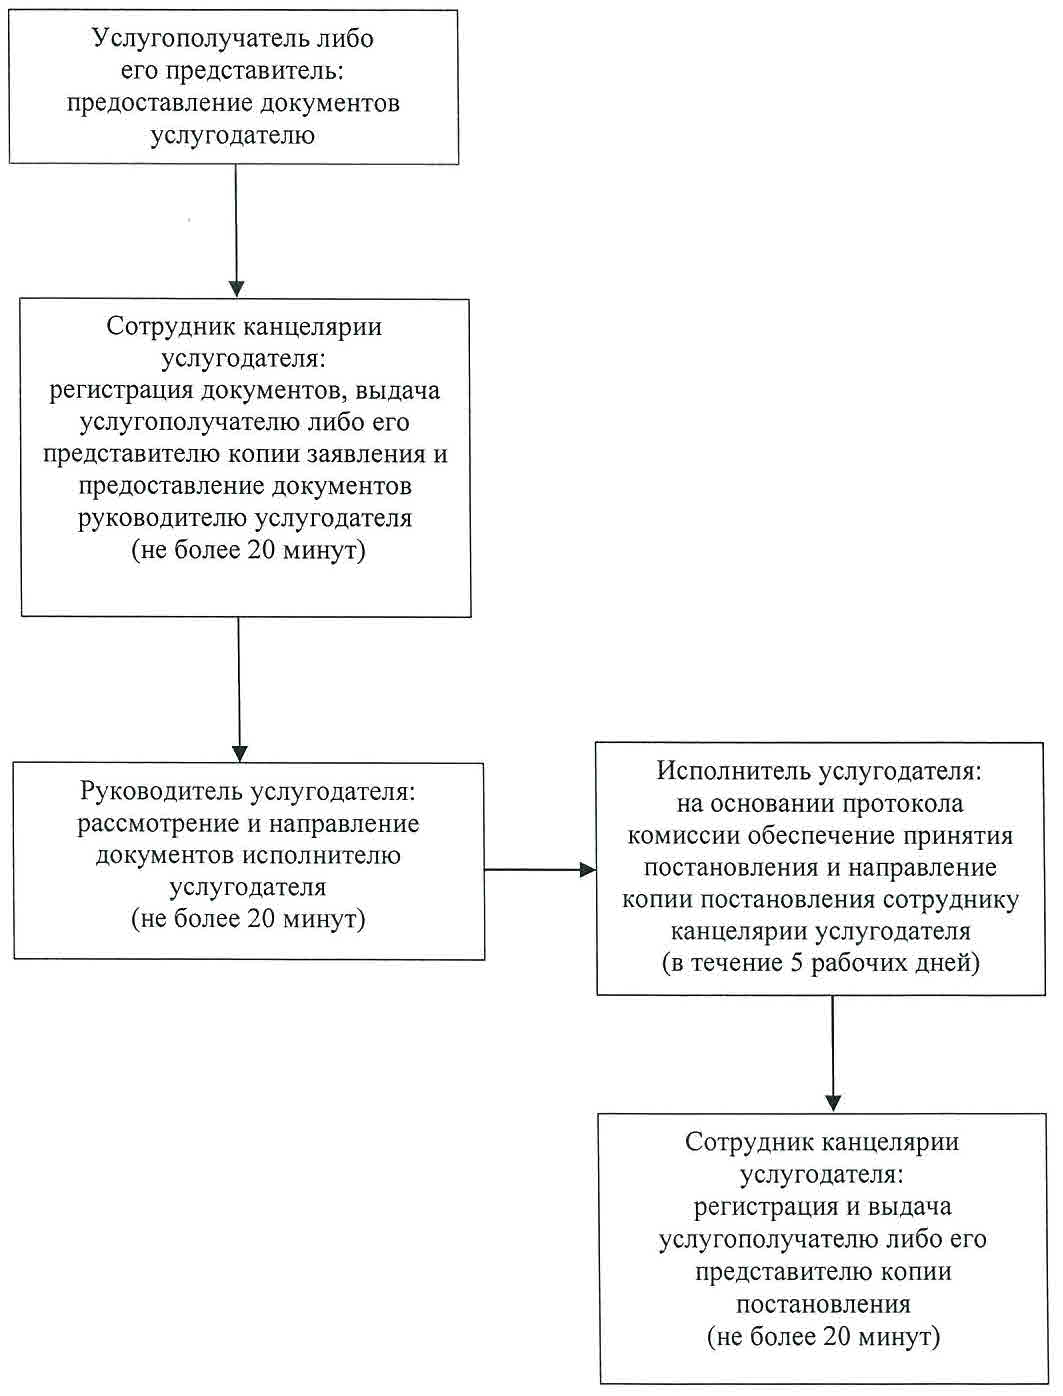 Услугополучатель либо
его представитель:
предоставление документов
услугодателю
Сотрудник канцелярии
услугодателя:
регистрация документов, выдача
услугополучателю либо его
представителю копии заявления и
предоставление документов
руководителю услугодателя
(не более 20 минут)
Руководитель услугодателя:
рассмотрение и направление
документов исполнителю
услугодателя
(не более 20 минут)
Исполнитель услугодателя:
на основании протокола
комиссии обеспечение принятия
постановления и направление
копии постановления сотруднику
канцелярии услугодателя
(в течение 5 рабочих дней)
Сотрудник канцелярии
услугодателя:
регистрация и выдача
услугополучателю либо его
представителю копии
постановления
(не более 20 минут)